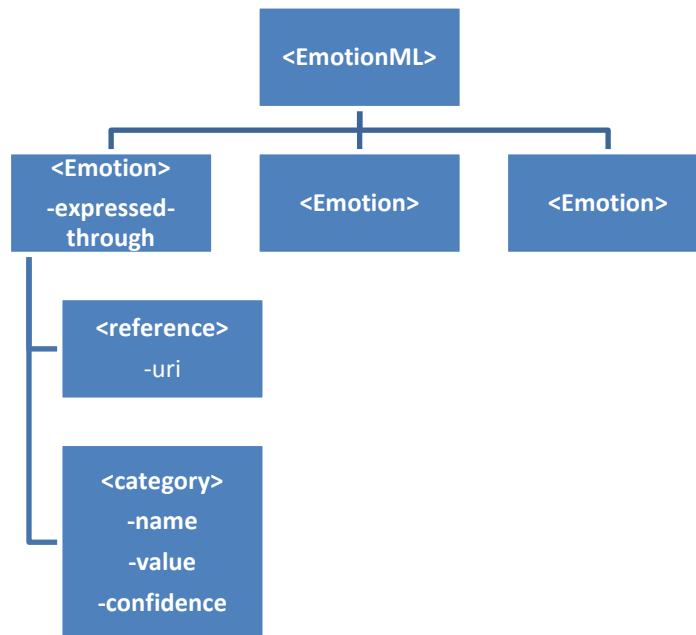 <EmotionML>
<Emotion>
-expressed-
through
<Emotion>
<Emotion>
<reference>
-uri
<category>
-name
-value
-confidence